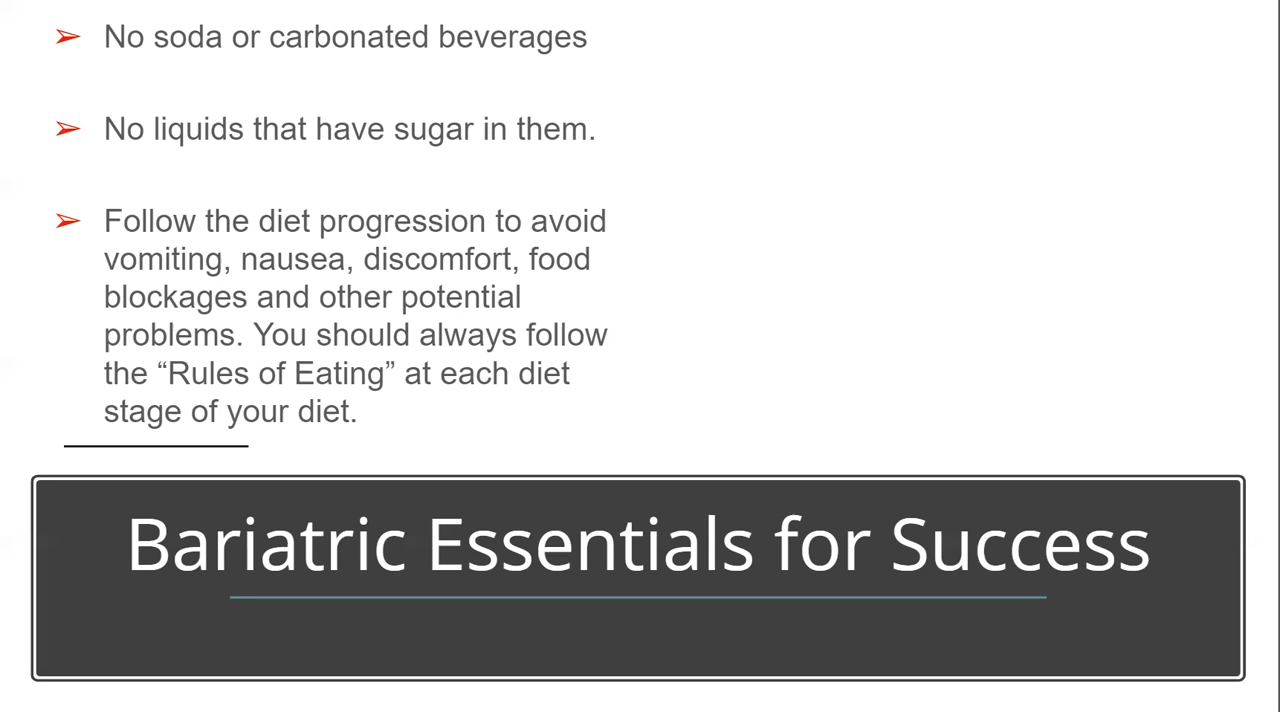 ➢ No soda or carbonated beverages
➢ No liquids that have sugar in them.
➢ Follow the diet progression to avoid
vomiting, nausea, discomfort, food
blockages and other potential
problems. You should always follow
the “Rules of Eating” at each diet
stage of your diet.
Bariatric Essentials for Success